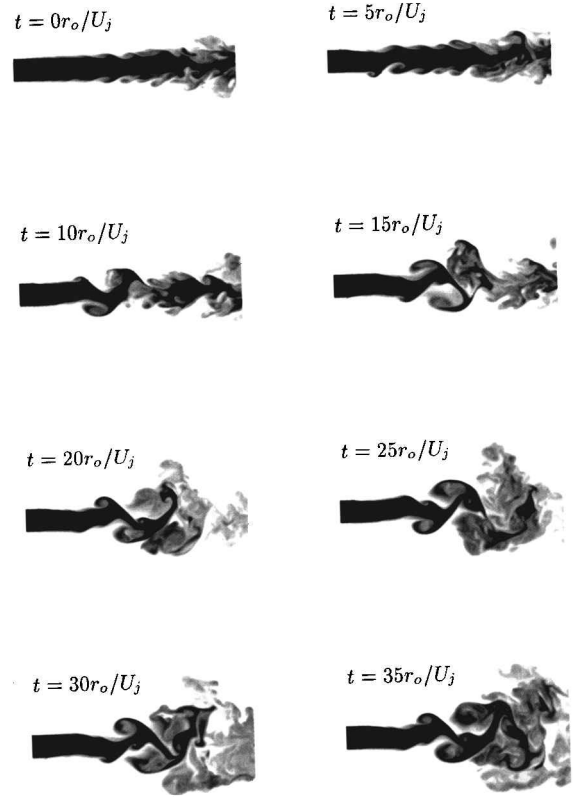 t = 0r_o/U_j
t = 5r_o/U_j
t = 10r_o/U_j
t = 15r_o/U_j
t = 20r_o/U_j
t = 25r_o/U_j
t = 30r_o/U_j
t = 35r_o/U_j